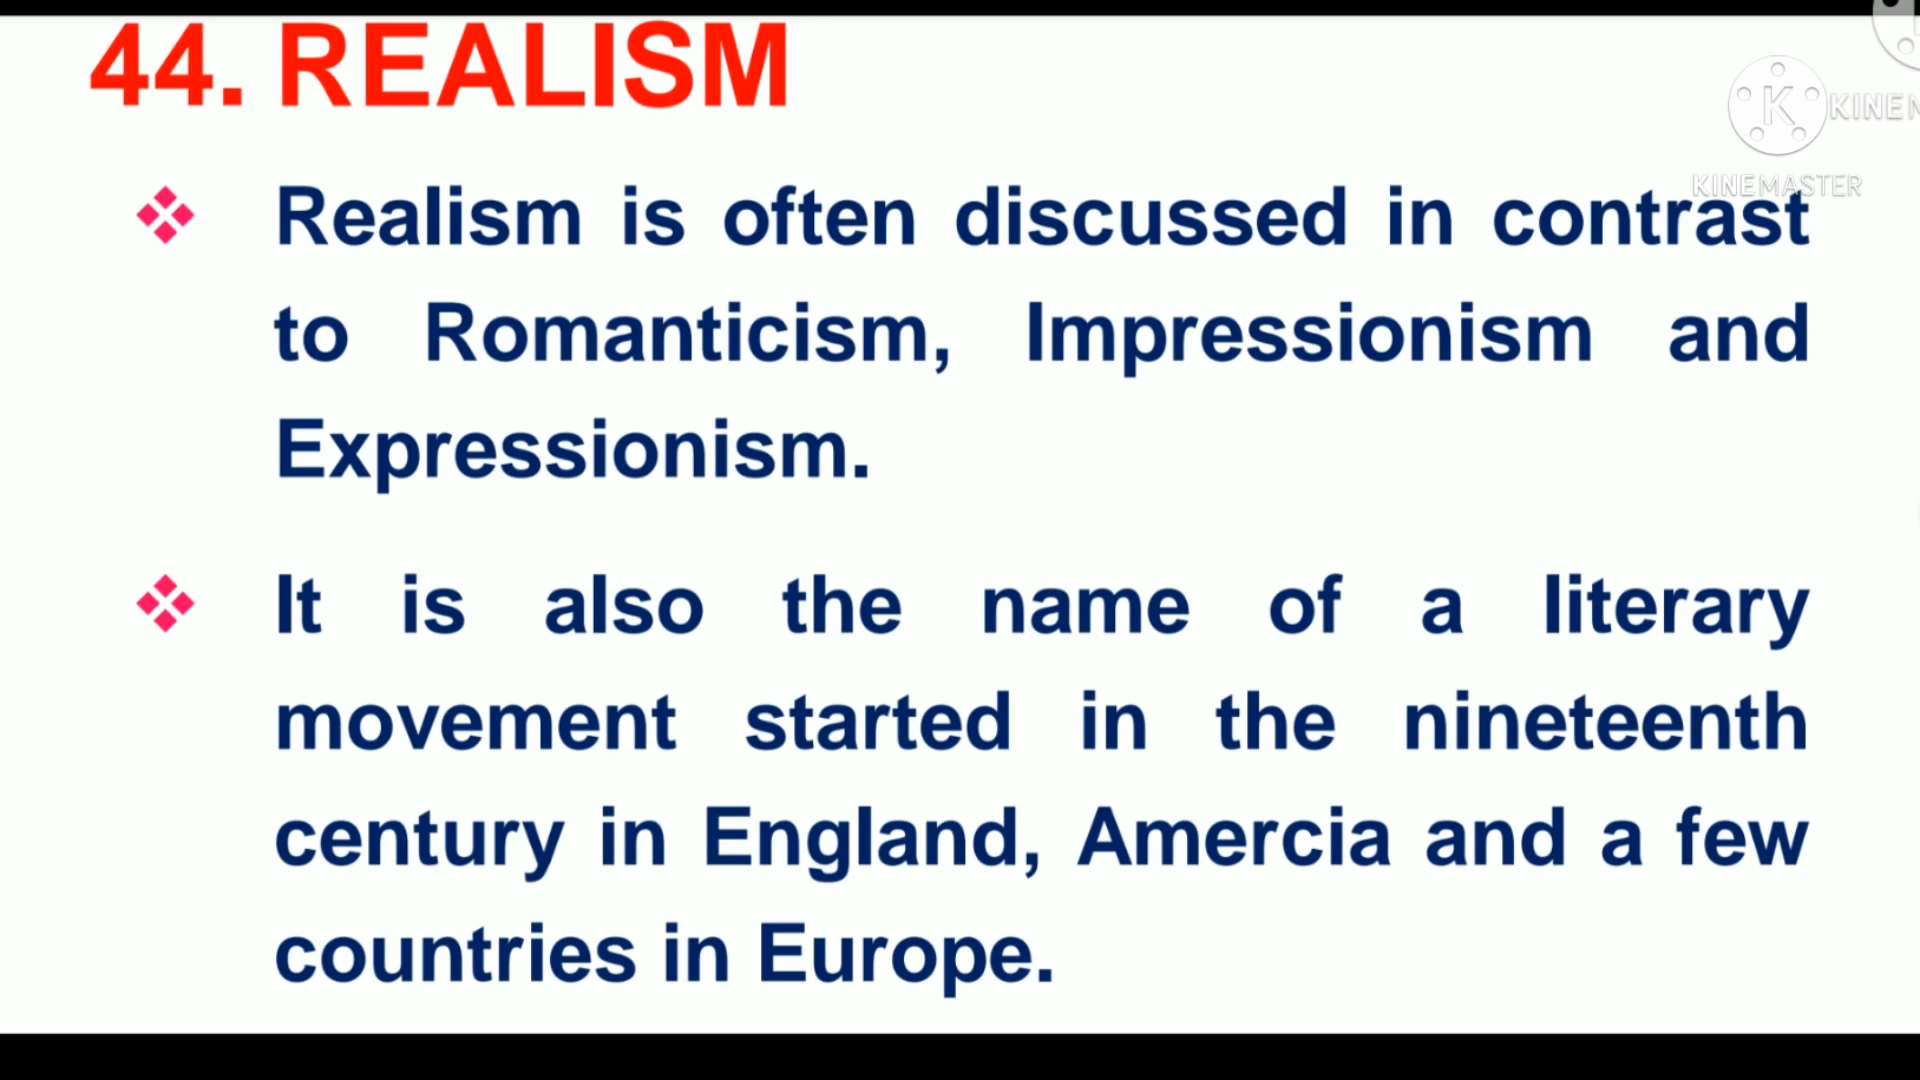 44. REALISM
KINEM
KINEMASTER
Realism is often discussed in contrast
to Romanticism, Impressionism and
Expressionism.
It is also the name of a literary
movement started in the nineteenth
century in England, Amercia and a few
countries in Europe.